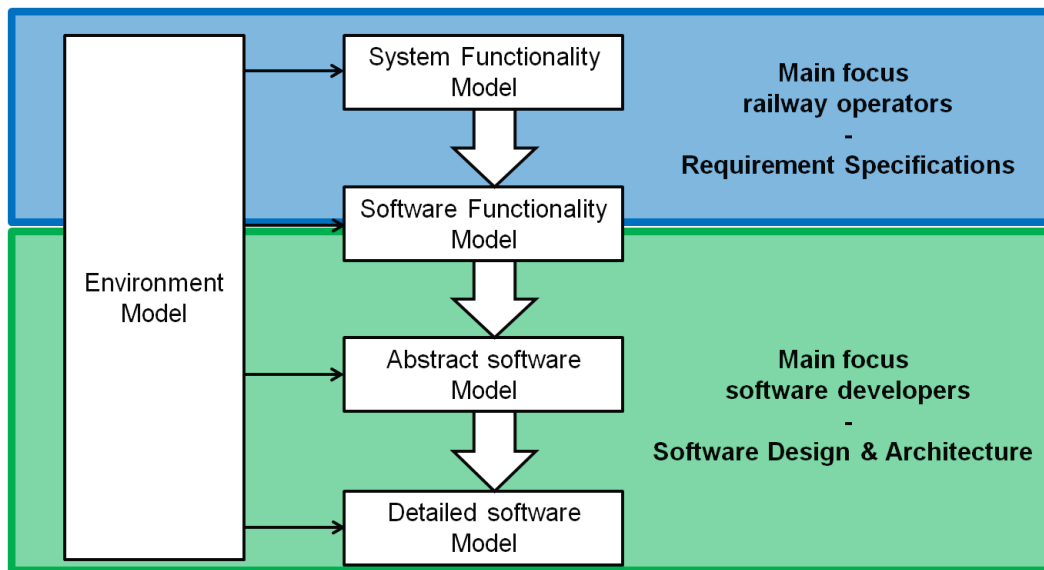 System Functionality
Model
Main focus
railway operators
-
Requirement Specifications
Software Functionality
Model
Environment
Model
Abstract software
Model
Main focus
software developers
-
Software Design & Architecture
Detailed software
Model